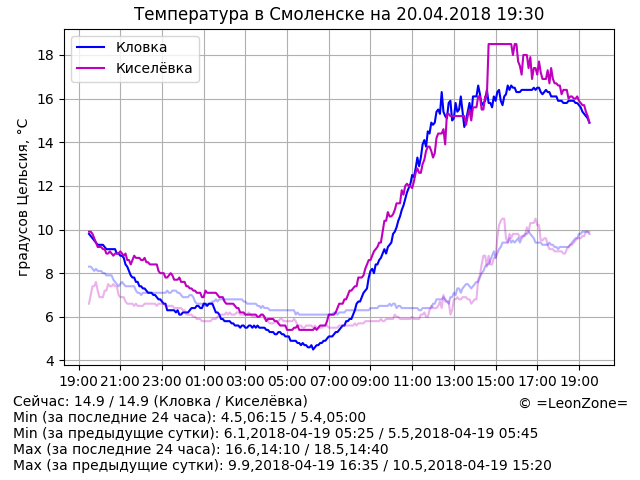 Температура в Смоленске на 20.04.2018 19:30
Кловка
Киселёвка
градусов Цельсия, °C
18
16
14
12
10
8
6
4
19:00 21:00 23:00 01:00 03:00 05:00 07:00 09:00 11:00 13:00 15:00 17:00 19:00
Сейчас: 14.9 / 14.9 (Кловка / Киселёвка)
© =LeonZone=
Min (за последние 24 часа): 4.5,06:15 / 5.4,05:00
Min (за предыдущие сутки): 6.1,2018-04-19 05:25 / 5.5,2018-04-19 05:45
Max (за последние 24 часа): 16.6,14:10 / 18.5,14:40
Max (за предыдущие сутки): 9.9,2018-04-19 16:35 / 10.5,2018-04-19 15:20